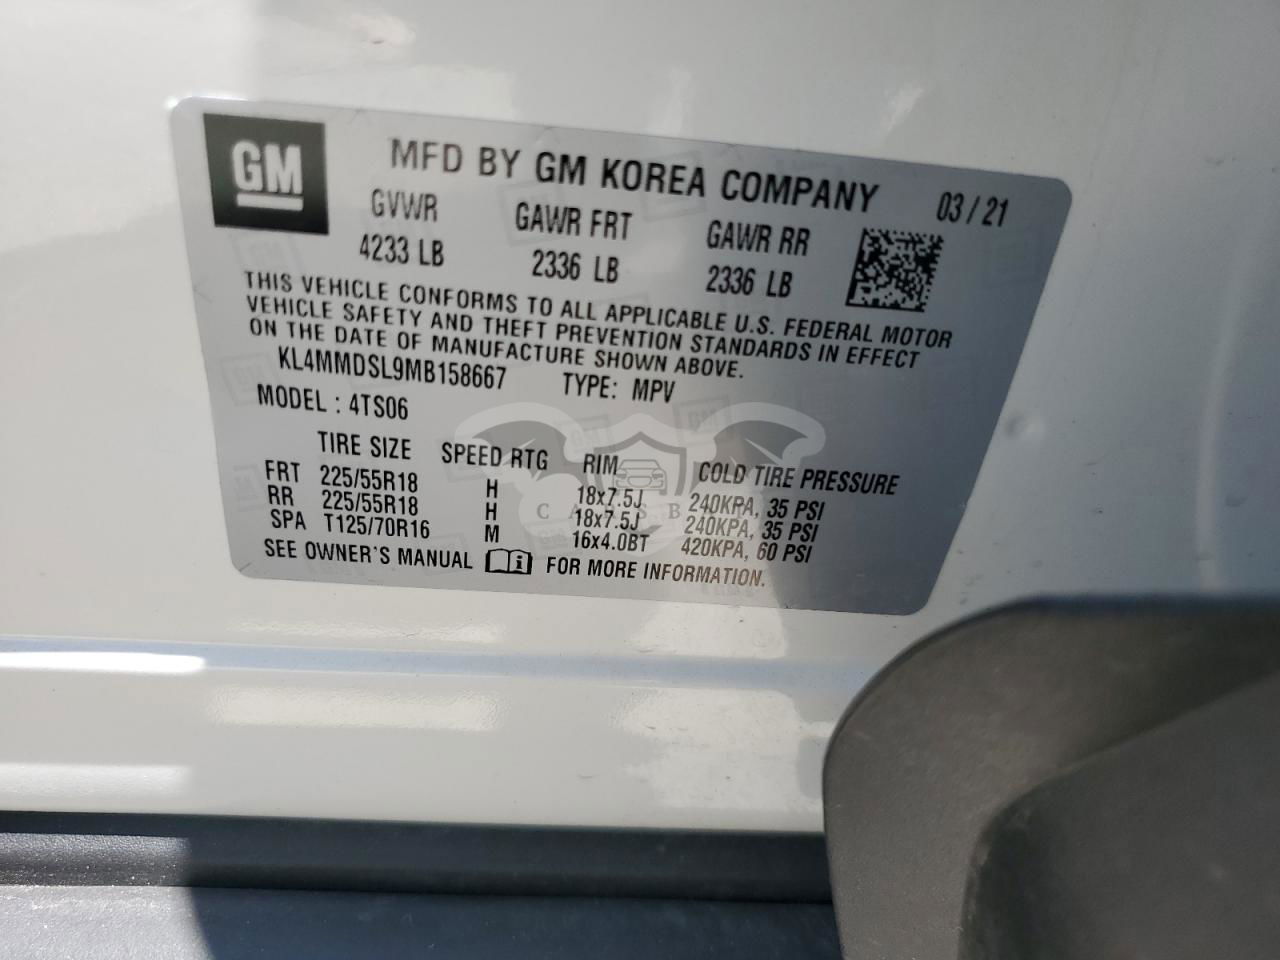 GM
MFD BY GM KOREA COMPANY 03 / 21
GVWR GAWR FRT GAWR RR
4233 LB 2336 LB 2336 LB
THIS VEHICLE CONFORMS TO ALL APPLICABLE U.S. FEDERAL MOTOR
VEHICLE SAFETY AND THEFT PREVENTION STANDARDS IN EFFECT
ON THE DATE OF MANUFACTURE SHOWN ABOVE.
KL4MMDSL9MB158667 TYPE: MPV
MODEL : 4TS06
TIRE SIZE SPEED RTG RIM COLD TIRE PRESSURE
FRT 225/55R18 H 18x7.5J 240KPA, 35 PSI
RR 225/55R18 H 18x7.5J 240KPA, 35 PSI
SPA T125/70R16 M 16x4.0BT 420KPA, 60 PSI
SEE OWNER'S MANUAL FOR MORE INFORMATION.